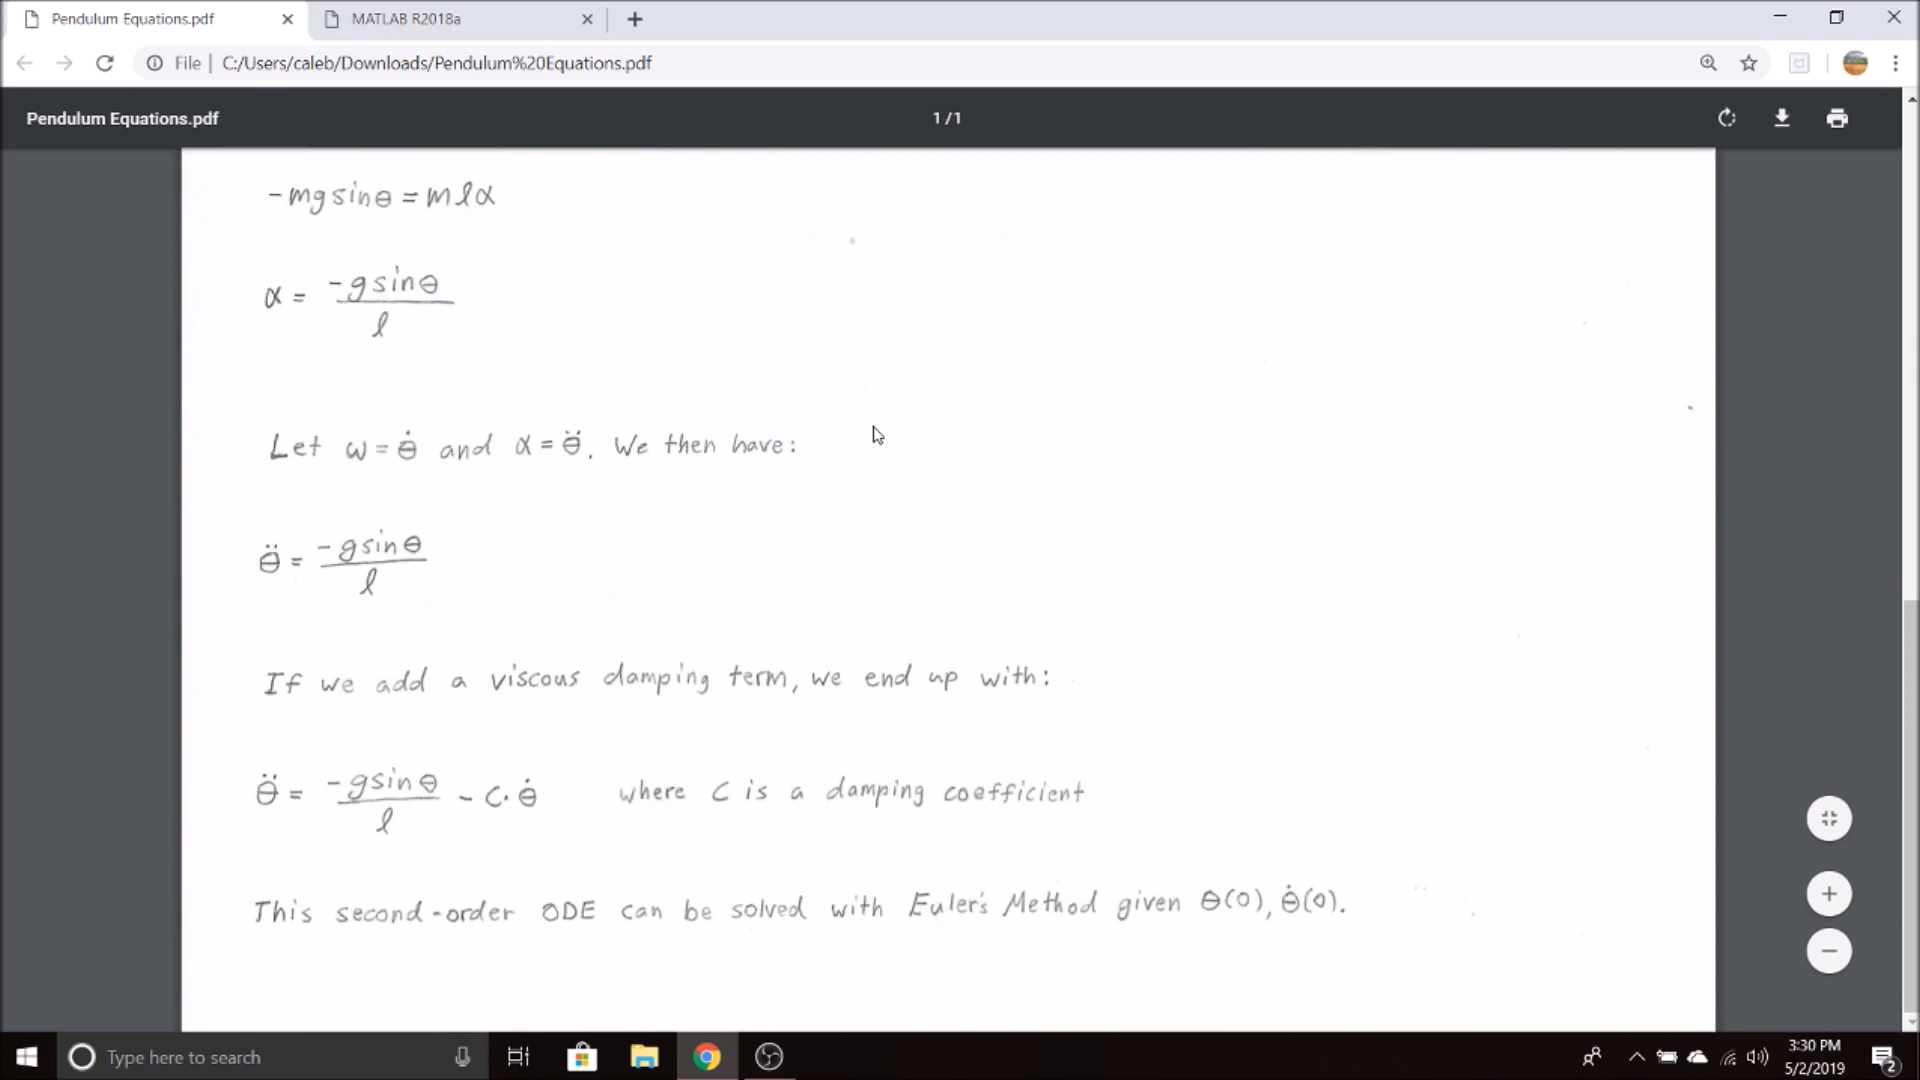 Pendulum Equations.pdf
MATLAB R2018a
File | C:/Users/caleb/Downloads/Pendulum%20Equations.pdf
Pendulum Equations.pdf
1 / 1
-mg sinθ = mlα
α = -g sinθ / l
Let ω = θ̇ and α = θ̈. We then have:
θ̈ = -g sinθ / l
If we add a viscous damping term, we end up with:
θ̈ = -g sinθ / l - C·θ̇ where C is a damping coefficient
This second-order ODE can be solved with Euler's Method given θ(0), θ̇(0).
Type here to search
3:30 PM
5/2/2019
2